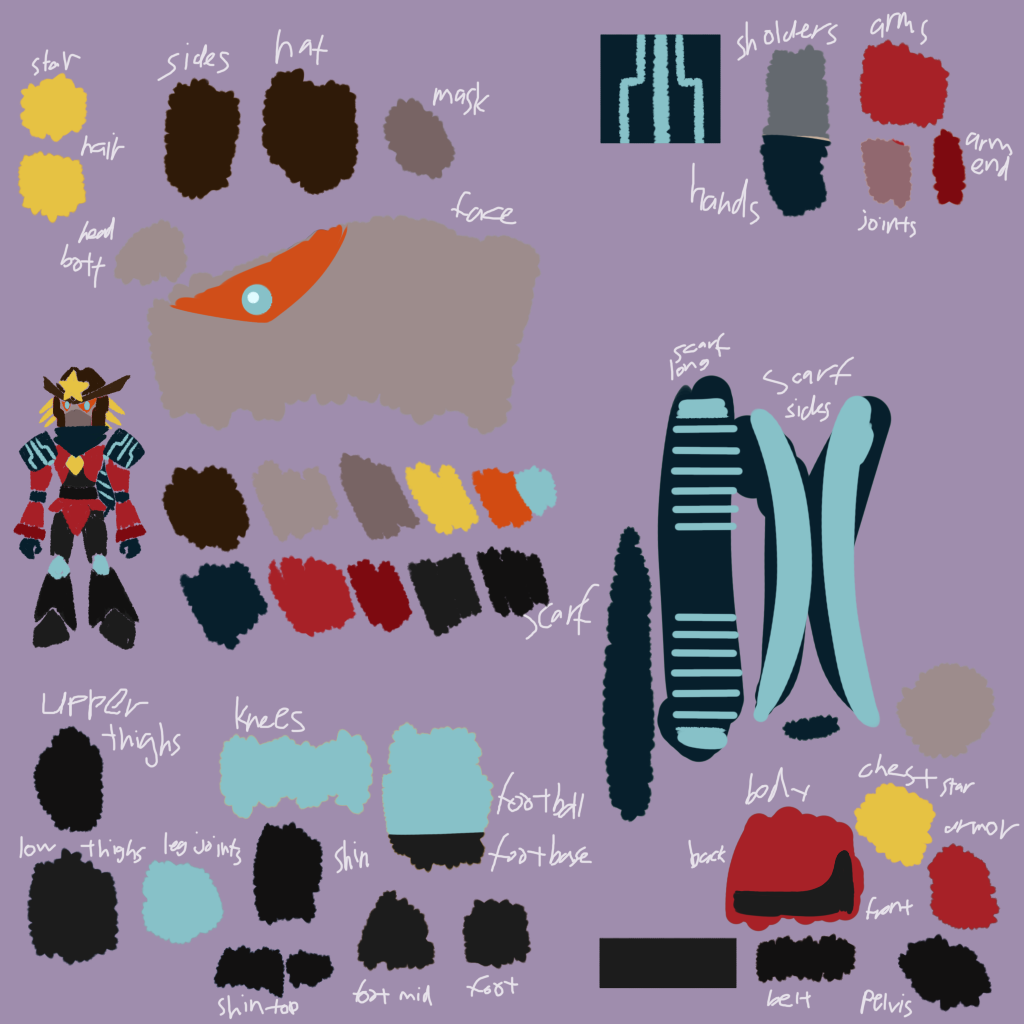 star
sides
hat
mask
hair
head
bott
face
sholders
arms
hands
arm
end
joints
scarf
long
scarf
sides
scarf
upper
thighs
knees
football
footbase
low thighs
leg joints
shin
shin top
foot mid
foot
body
chest star
armor
back
front
belt
pelvis